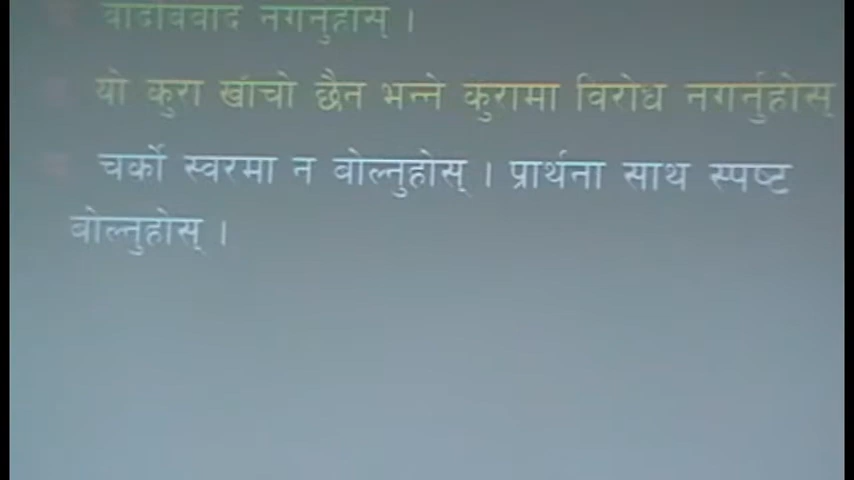 वादविवाद नगर्नुहोस् ।
यो कुरा खाँचो छैन भन्ने कुरामा विरोध नगर्नुहोस्
चर्को स्वरमा न बोल्नुहोस् । प्रार्थना साथ स्पष्ट
बोल्नुहोस् ।